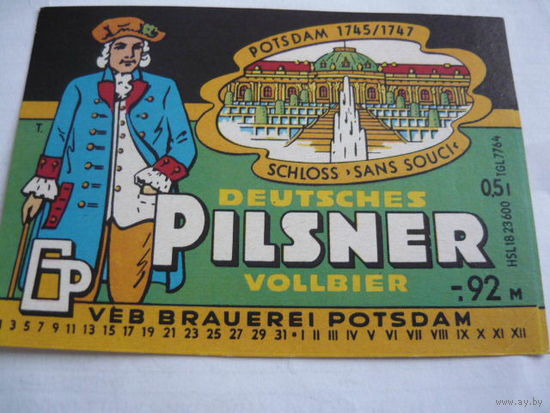 POTSDAM 1745/1747
SCHLOSS ›SANS SOUCI‹
T.
DEUTSCHES
PILSNER
VOLLBIER
0,5 l
TGL 7764
HSL 18 23 600
-.92 M
BP
VEB BRAUEREI POTSDAM
1 3 5 7 9 11 13 15 17 19 21 23 25 27 29 31 • I II III IV V VI VII VIII IX X XI XII
www.ay.by